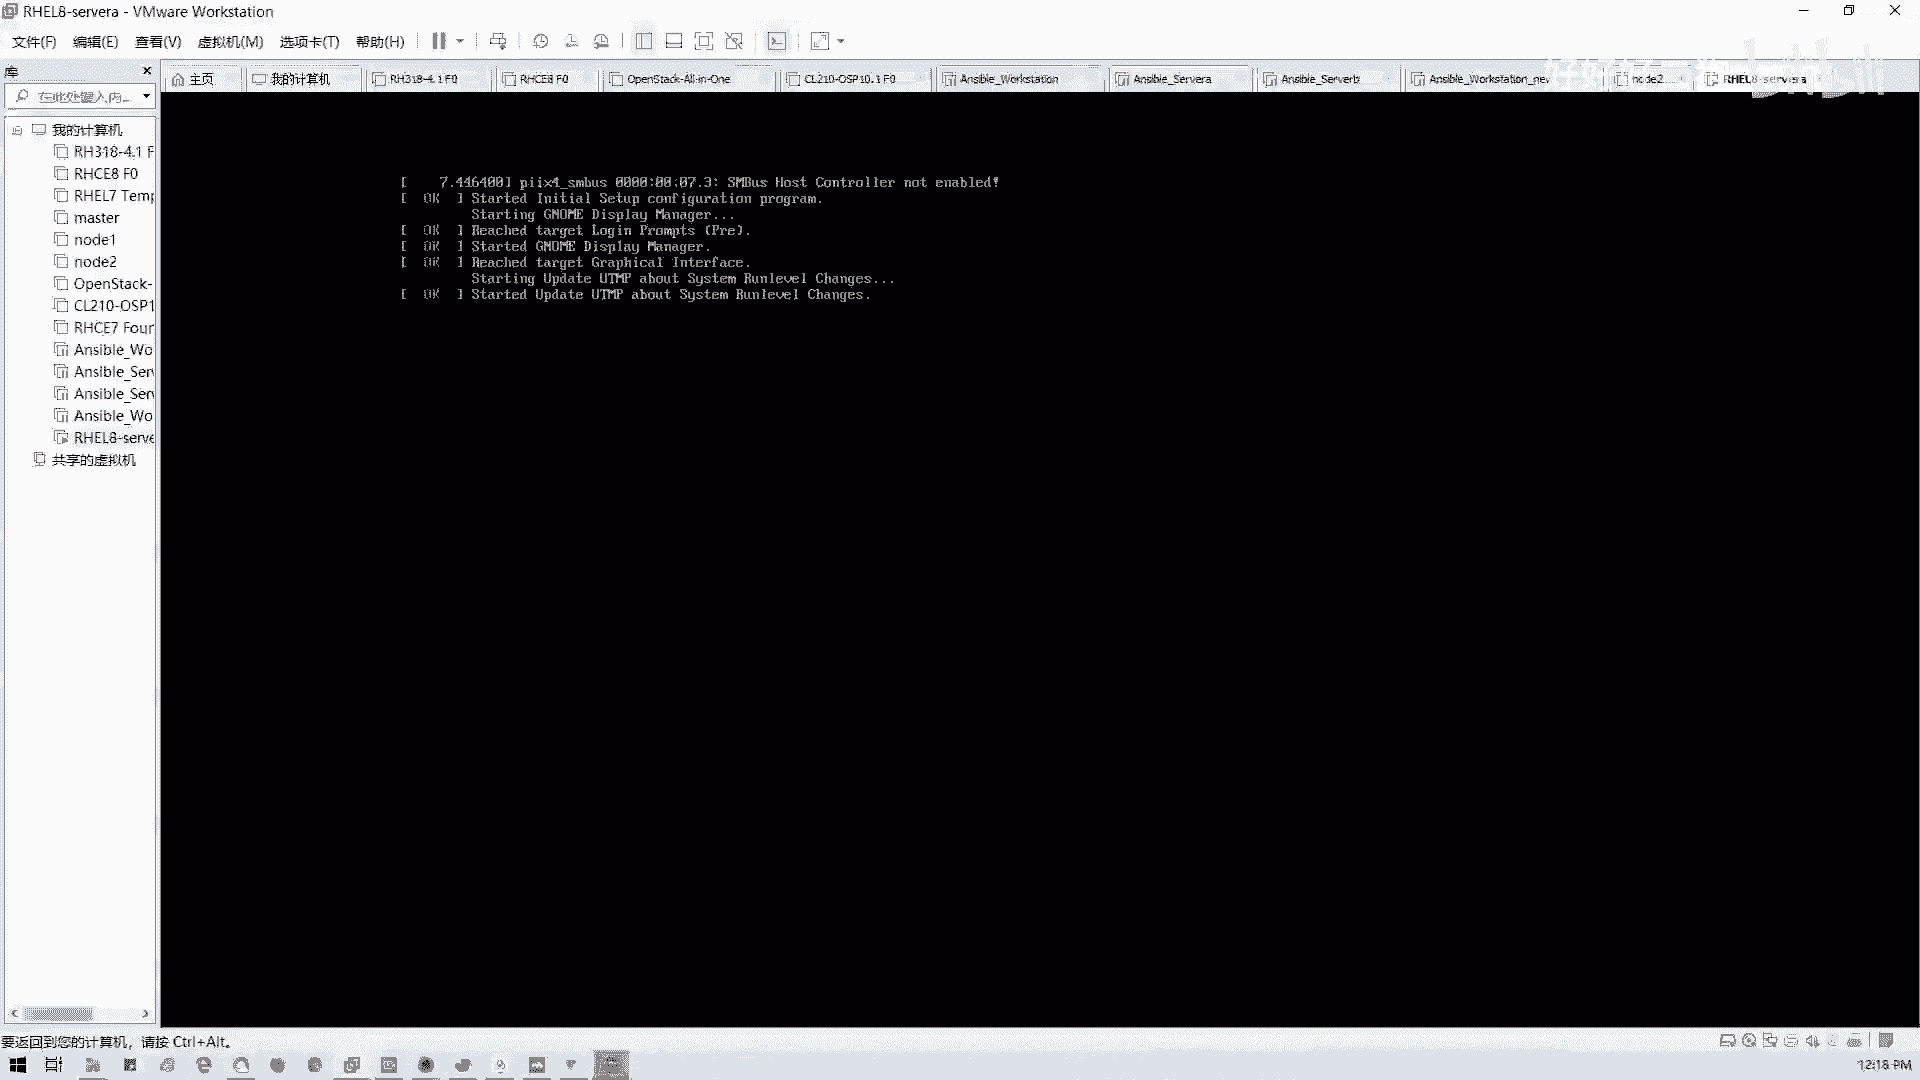 RHEL8-servera - VMware Workstation
文件(F) 编辑(E) 查看(V) 虚拟机(M) 选项卡(T) 帮助(H)
库
在此处键入内...
主页
我的计算机
RH318-4.1 F0
RHCE8 F0
OpenStack-All-in-One
CL210-OSP10.1 F0
Ansible_Workstation
Ansible_Servera
Ansible_Serverb
Ansible_Workstation_new
node2
RHEL8-servera
我的计算机
RH318-4.1 F
RHCE8 F0
RHEL7 Temp
master
node1
node2
OpenStack-
CL210-OSP1
RHCE7 Foun
Ansible_Wo
Ansible_Serv
Ansible_Serv
Ansible_Wo
RHEL8-serve
共享的虚拟机
[    7.446400] piix4_smbus 0000:00:07.3: SMBus Host Controller not enabled!
[  OK  ] Started Initial Setup configuration program.
Starting GNOME Display Manager...
[  OK  ] Reached target Login Prompts (Pre).
[  OK  ] Started GNOME Display Manager.
[  OK  ] Reached target Graphical Interface.
Starting Update UTMP about System Runlevel Changes...
[  OK  ] Started Update UTMP about System Runlevel Changes.
要返回到您的计算机，请按 Ctrl+Alt。
12:18 PM